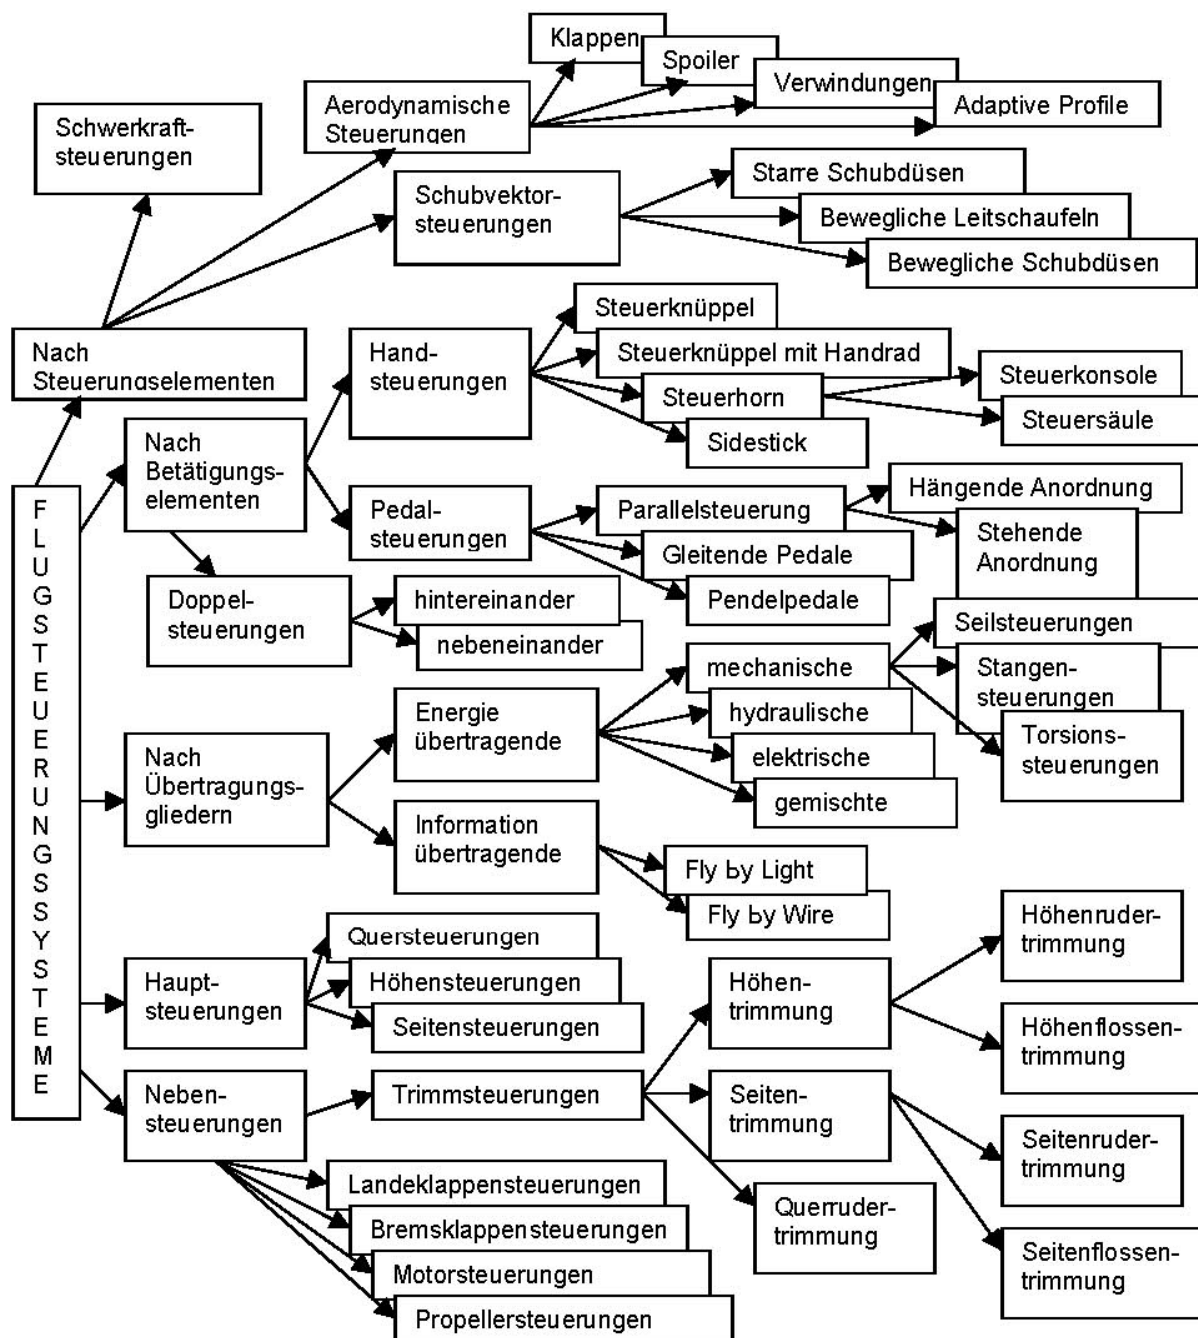 Klappen
Spoiler
Verwindungen
Adaptive Profile
Aerodynamische
Steuerungen
Schwerkraft-
steuerungen
Schubvektor-
steuerungen
Starre Schubdüsen
Bewegliche Leitschaufeln
Bewegliche Schubdüsen
Nach
Steuerungselementen
Hand-
steuerungen
Steuerknüppel
Steuerknüppel mit Handrad
Steuerhorn
Sidestick
Steuerkonsole
Steuersäule
Nach
Betätigungs-
elementen
Pedal-
steuerungen
Parallelsteuerung
Gleitende Pedale
Pendelpedale
Hängende Anordnung
Stehende
Anordnung
Doppel-
steuerungen
hintereinander
nebeneinander
FLUGSTEUERUNGSSYSTEME
Nach
Übertragungs-
gliedern
Energie
übertragende
mechanische
hydraulische
elektrische
gemischte
Seilsteuerungen
Stangen-
steuerungen
Torsions-
steuerungen
Information
übertragende
Fly by Light
Fly by Wire
Haupt-
steuerungen
Quersteuerungen
Höhensteuerungen
Seitensteuerungen
Neben-
steuerungen
Trimmsteuerungen
Höhen-
trimmung
Höhenruder-
trimmung
Höhenflossen-
trimmung
Seiten-
trimmung
Seitenruder-
trimmung
Seitenflossen-
trimmung
Querruder-
trimmung
Landeklappensteuerungen
Bremsklappensteuerungen
Motorsteuerungen
Propellersteuerungen